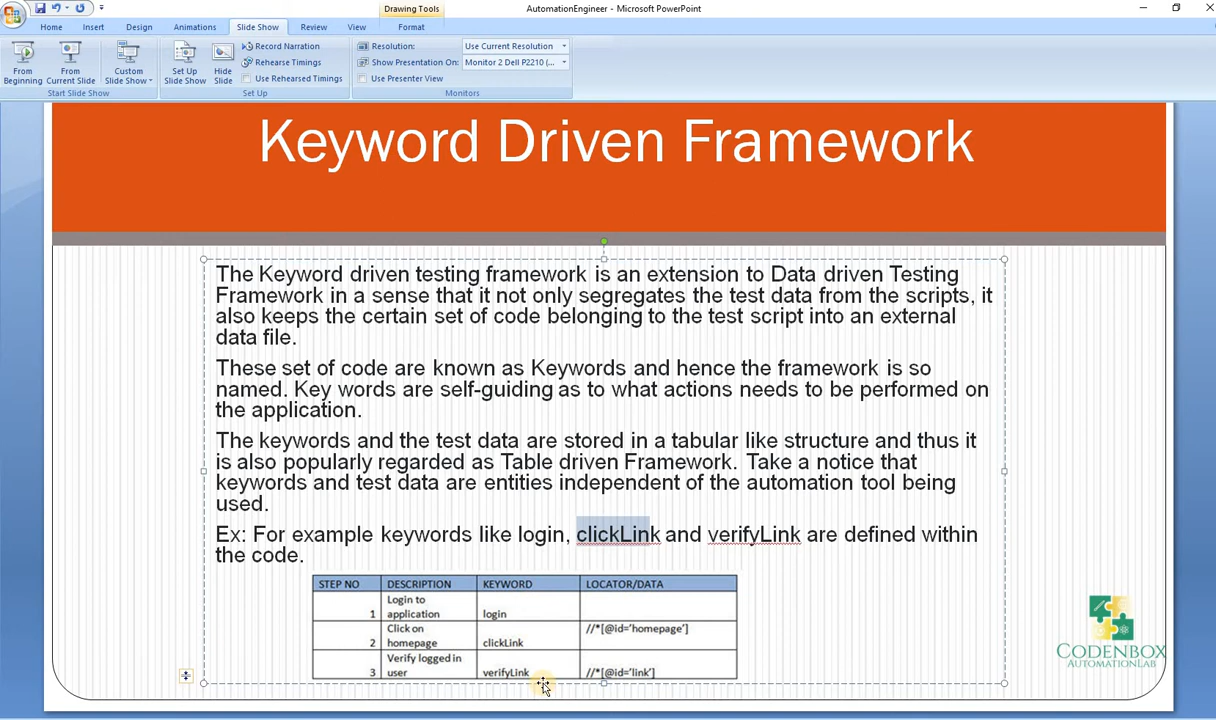 Drawing Tools
AutomationEngineer - Microsoft PowerPoint
Home Insert Design Animations Slide Show Review View Format
From Beginning
From Current Slide
Custom Slide Show
Start Slide Show
Set Up Slide Show
Hide Slide
Record Narration
Rehearse Timings
Use Rehearsed Timings
Set Up
Resolution: Use Current Resolution
Show Presentation On: Monitor 2 Dell P2210 (...
Use Presenter View
Monitors
Keyword Driven Framework
The Keyword driven testing framework is an extension to Data driven Testing
Framework in a sense that it not only segregates the test data from the scripts, it
also keeps the certain set of code belonging to the test script into an external
data file.
These set of code are known as Keywords and hence the framework is so
named. Key words are self-guiding as to what actions needs to be performed on
the application.
The keywords and the test data are stored in a tabular like structure and thus it
is also popularly regarded as Table driven Framework. Take a notice that
keywords and test data are entities independent of the automation tool being
used.
Ex: For example keywords like login, clickLink and verifyLink are defined within
the code.
STEP NO DESCRIPTION KEYWORD LOCATOR/DATA
1 Login to application login
2 Click on homepage clickLink //*[@id='homepage']
3 Verify logged in user verifyLink //*[@id='link']
CODENBOX
AUTOMATIONLAB